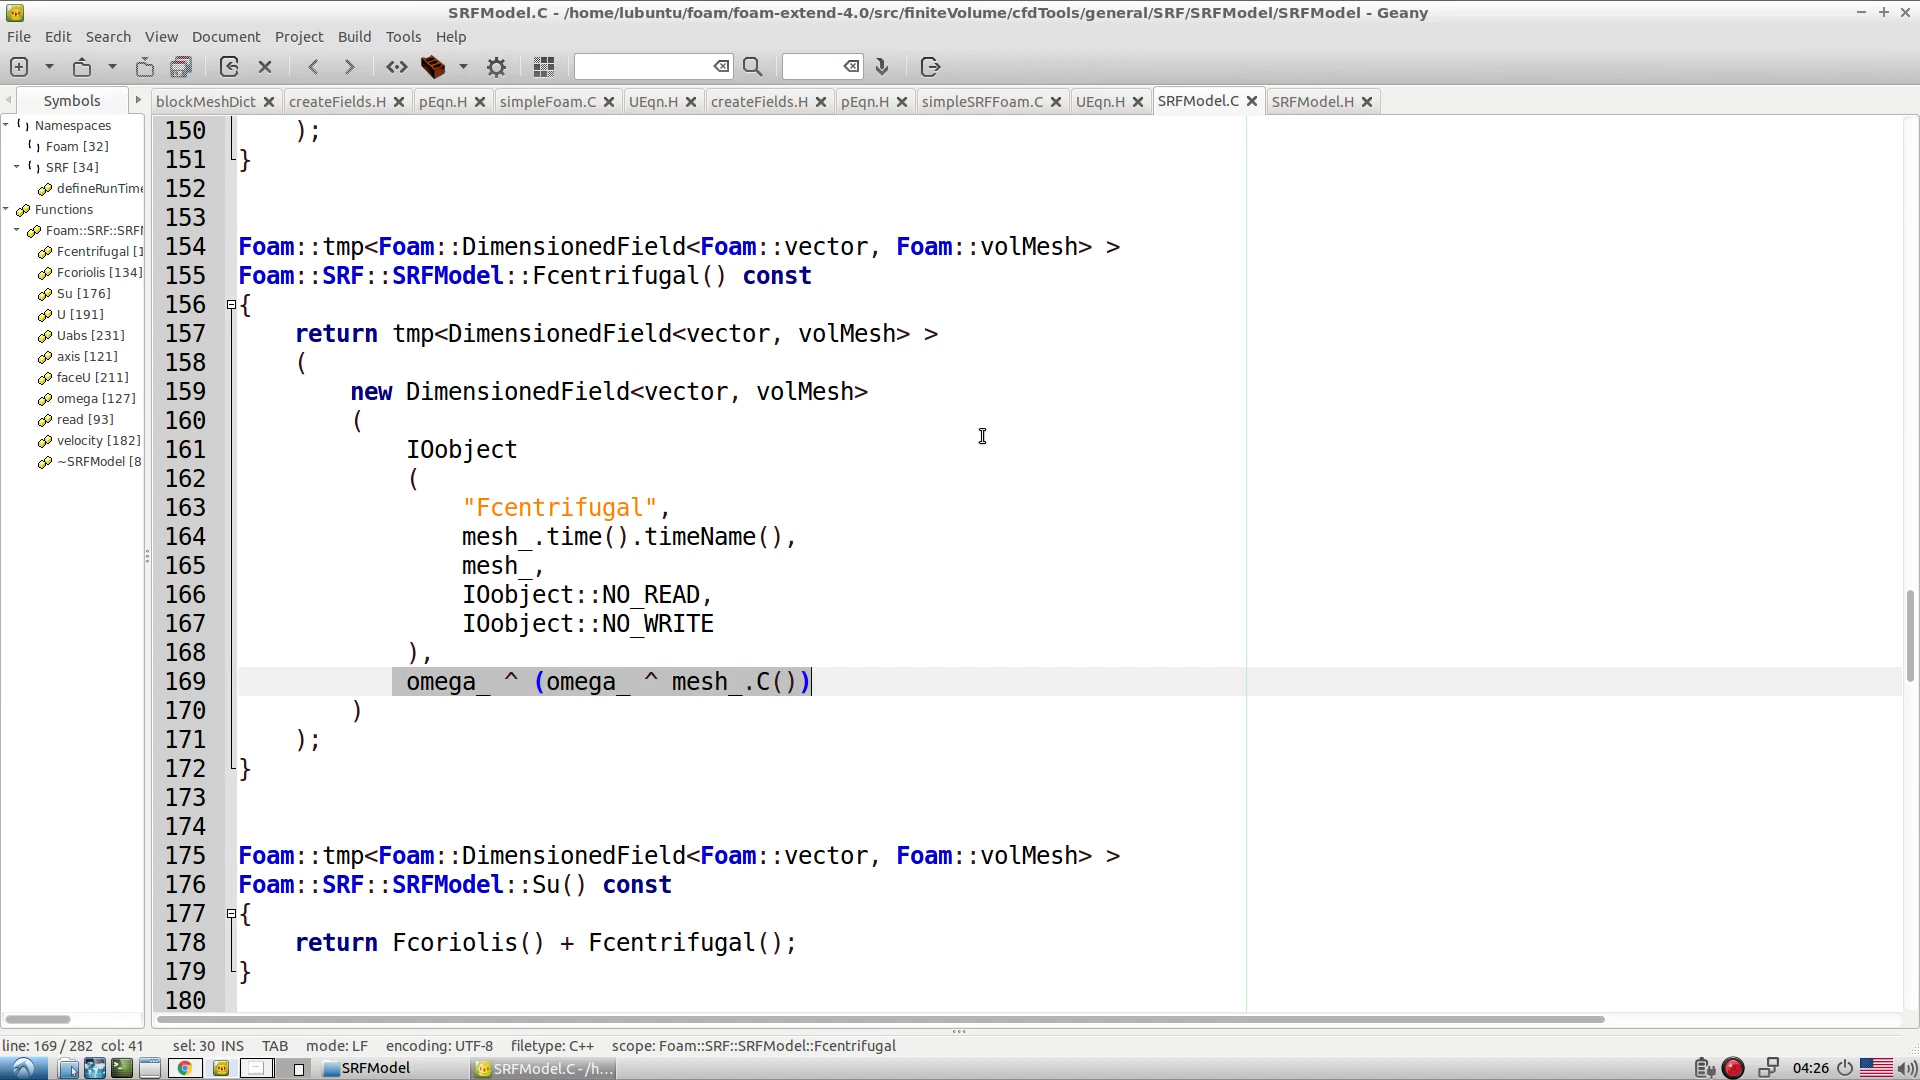 SRFModel.C - /home/lubuntu/foam/foam-extend-4.0/src/finiteVolume/cfdTools/general/SRF/SRFModel/SRFModel - Geany
File Edit Search View Document Project Build Tools Help
Symbols blockMeshDict createFields.H pEqn.H simpleFoam.C UEqn.H createFields.H pEqn.H simpleSRFFoam.C UEqn.H SRFModel.C SRFModel.H
Namespaces
Foam [32]
SRF [34]
defineRunTime
Functions
Foam::SRF::SRFM
Fcentrifugal [1
Fcoriolis [134]
Su [176]
U [191]
Uabs [231]
axis [121]
faceU [211]
omega [127]
read [93]
velocity [182]
~SRFModel [8
150 );
151 }
152
153
154 Foam::tmp<Foam::DimensionedField<Foam::vector, Foam::volMesh> >
155 Foam::SRF::SRFModel::Fcentrifugal() const
156 {
157 return tmp<DimensionedField<vector, volMesh> >
158 (
159 new DimensionedField<vector, volMesh>
160 (
161 IOobject
162 (
163 "Fcentrifugal",
164 mesh_.time().timeName(),
165 mesh_,
166 IOobject::NO_READ,
167 IOobject::NO_WRITE
168 ),
169 omega_ ^ (omega_ ^ mesh_.C())
170 )
171 );
172 }
173
174
175 Foam::tmp<Foam::DimensionedField<Foam::vector, Foam::volMesh> >
176 Foam::SRF::SRFModel::Su() const
177 {
178 return Fcoriolis() + Fcentrifugal();
179 }
180
line: 169 / 282 col: 41 sel: 30 INS TAB mode: LF encoding: UTF-8 filetype: C++ scope: Foam::SRF::SRFModel::Fcentrifugal
SRFModel SRFModel.C - /h... 04:26